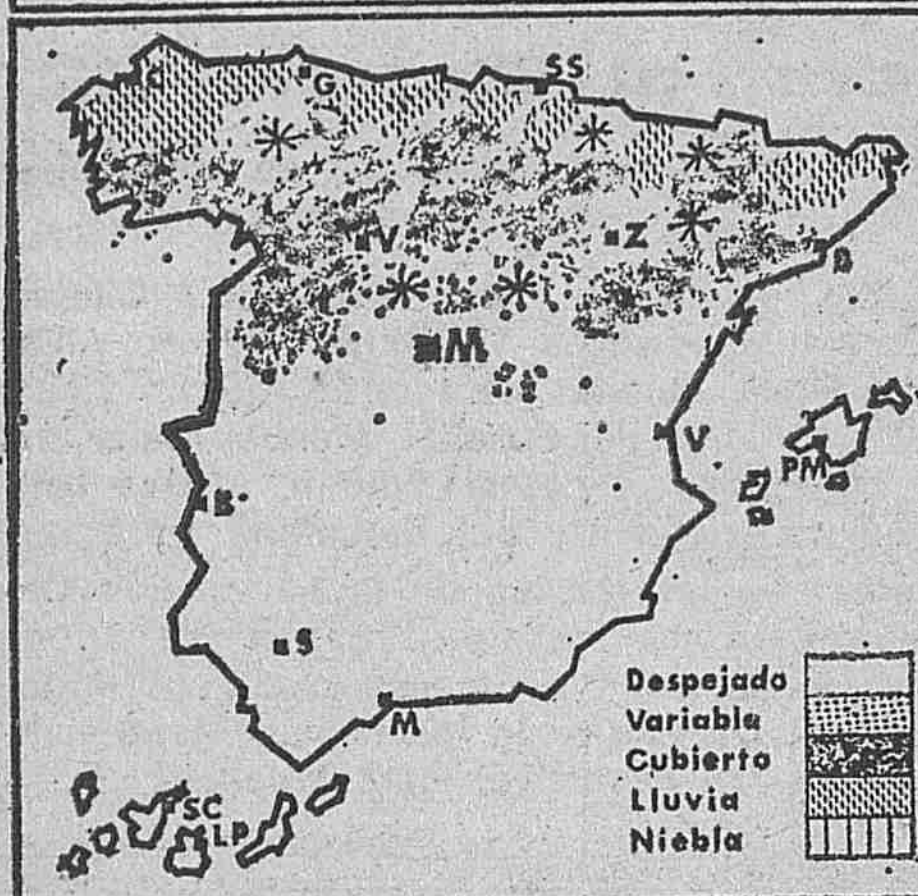 C
G
SS
V
Z
B
M
V
PM
B
S
M
SC
LP
Despejado
Variable
Cubierto
Lluvia
Niebla